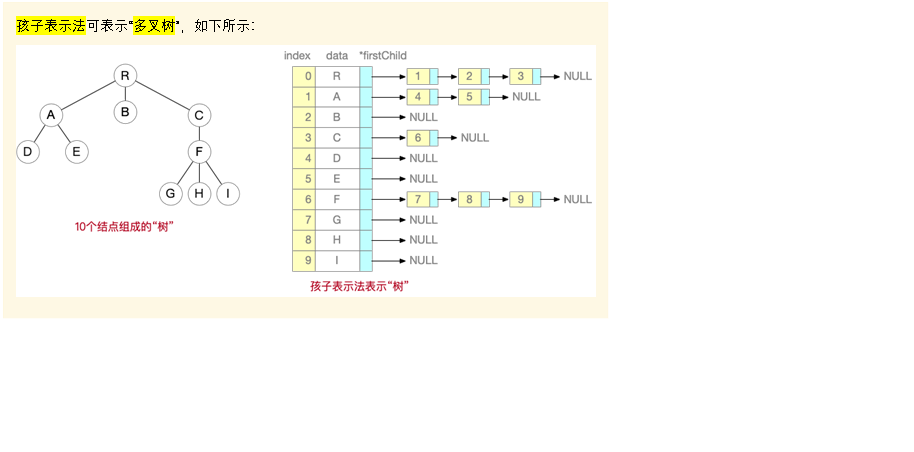 孩子表示法可表示“多叉树”，如下所示：
index data *firstChild
R
A B C
D E F
G H I
10个结点组成的“树”
0 R 1 2 3 NULL
1 A 4 5 NULL
2 B NULL
3 C 6 NULL
4 D NULL
5 E NULL
6 F 7 8 9 NULL
7 G NULL
8 H NULL
9 I NULL
孩子表示法表示“树”